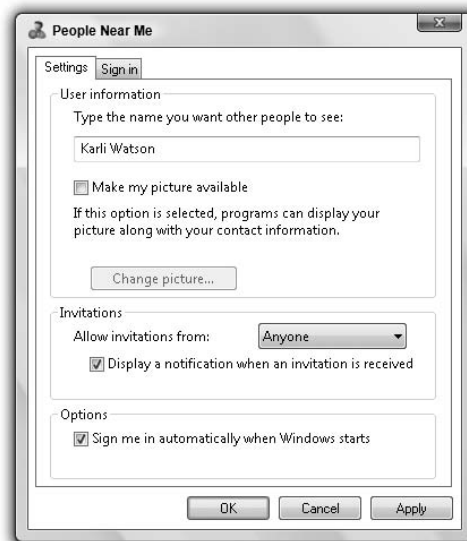 People Near Me
Settings
Sign in
User information
Type the name you want other people to see:
Karli Watson
Make my picture available
If this option is selected, programs can display your
picture along with your contact information.
Change picture...
Invitations
Allow invitations from: Anyone
Display a notification when an invitation is received
Options
Sign me in automatically when Windows starts
OK Cancel Apply